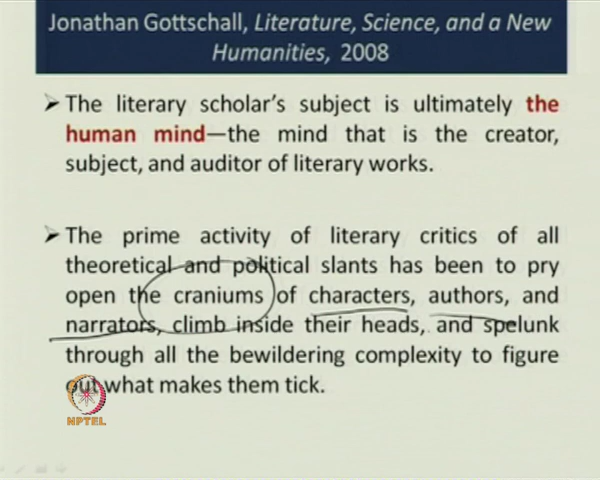 Jonathan Gottschall, Literature, Science, and a New
Humanities, 2008
The literary scholar's subject is ultimately the
human mind—the mind that is the creator,
subject, and auditor of literary works.
The prime activity of literary critics of all
theoretical and political slants has been to pry
open the craniums of characters, authors, and
narrators, climb inside their heads, and spelunk
through all the bewildering complexity to figure
out what makes them tick.
NPTEL